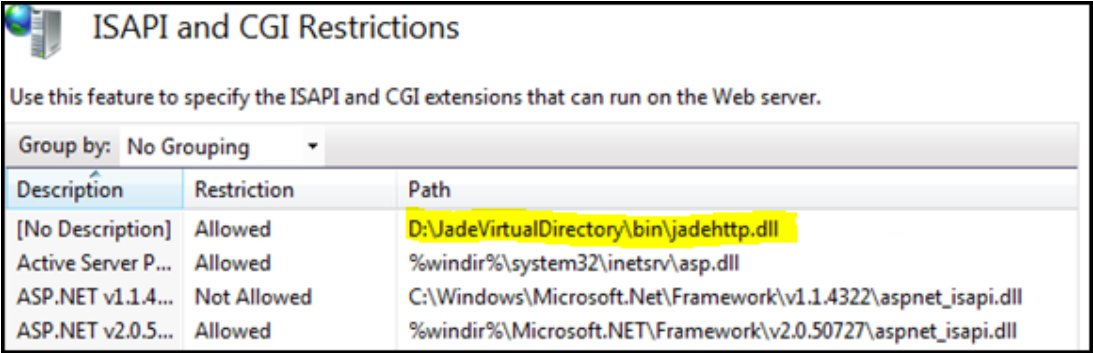 ISAPI and CGI Restrictions
Use this feature to specify the ISAPI and CGI extensions that can run on the Web server.
Group by: No Grouping
Description Restriction Path
[No Description] Allowed D:\JadeVirtualDirectory\bin\jadehttp.dll
Active Server P... Allowed %windir%\system32\inetsrv\asp.dll
ASP.NET v1.1.4... Not Allowed C:\Windows\Microsoft.Net\Framework\v1.1.4322\aspnet_isapi.dll
ASP.NET v2.0.5... Allowed %windir%\Microsoft.NET\Framework\v2.0.50727\aspnet_isapi.dll